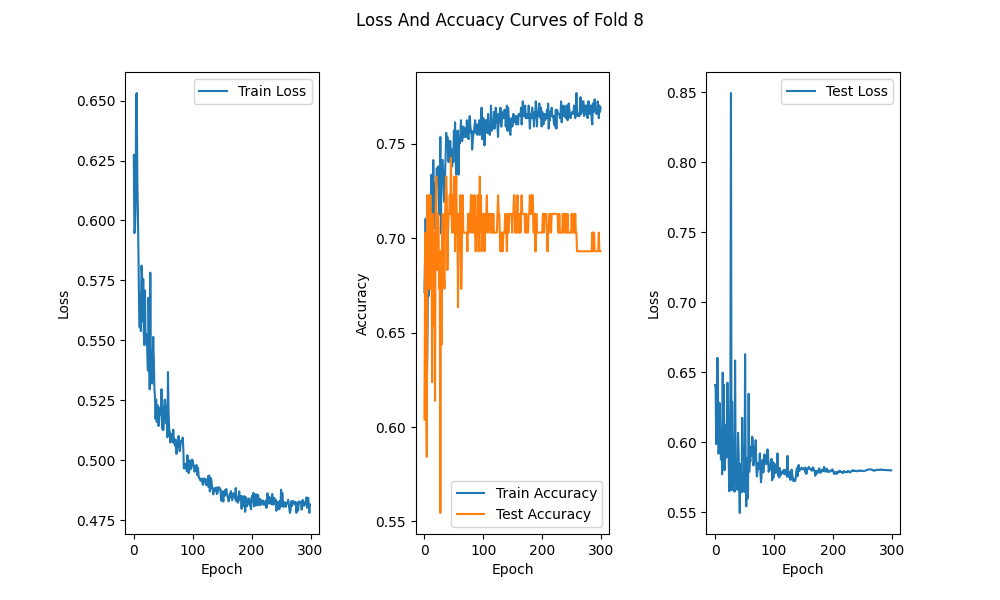 Loss And Accuacy Curves of Fold 8
Loss
0.650
0.625
0.600
0.575
0.550
0.525
0.500
0.475
Train Loss
0 100 200 300
Epoch
Accuracy
0.75
0.70
0.65
0.60
0.55
Train Accuracy
Test Accuracy
0 100 200 300
Epoch
Loss
0.85
0.80
0.75
0.70
0.65
0.60
0.55
Test Loss
0 100 200 300
Epoch